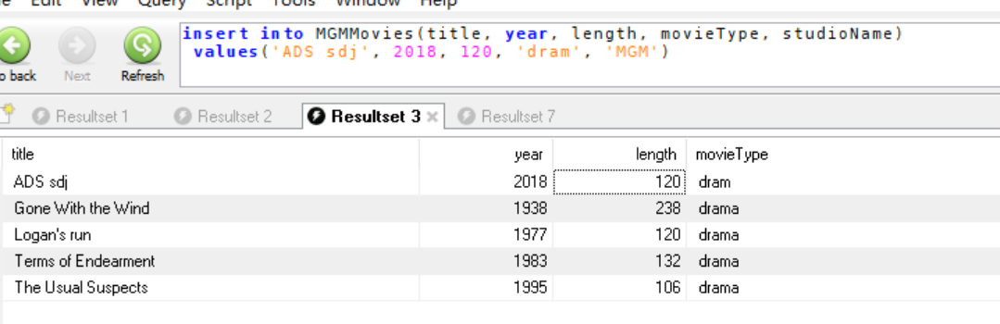 Edit View Query Script Tools Window Help
insert into MGMMovies(title, year, length, movieType, studioName)
values('ADS sdj', 2018, 120, 'dram', 'MGM')
back Next Refresh
Resultset 1 Resultset 2 Resultset 3 Resultset 7
title year length movieType
ADS sdj 2018 120 dram
Gone With the Wind 1938 238 drama
Logan's run 1977 120 drama
Terms of Endearment 1983 132 drama
The Usual Suspects 1995 106 drama